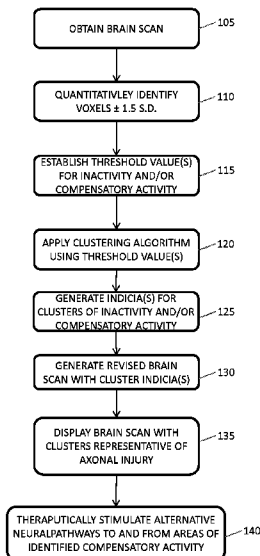 OBTAIN BRAIN SCAN
105
QUANTITATIVLEY IDENTIFY
VOXELS ± 1.5 S.D.
110
ESTABLISH THRESHOLD VALUE(S)
FOR INACTIVITY AND/OR
COMPENSATORY ACTIVITY
115
APPLY CLUSTERING ALGORITHM
USING THRESHOLD VALUE(S)
120
GENERATE INDICIA(S) FOR
CLUSTERS OF INACTIVITY AND/OR
COMPENSATORY ACTIVITY
125
GENERATE REVISED BRAIN
SCAN WITH CLUSTER INDICIA(S)
130
DISPLAY BRAIN SCAN WITH
CLUSTERS REPRESENTATIVE OF
AXONAL INJURY
135
THERAPUTICALLY STIMULATE ALTERNATIVE
NEURALPATHWAYS TO AND FROM AREAS OF
IDENTIFIED COMPENSATORY ACTIVITY
140